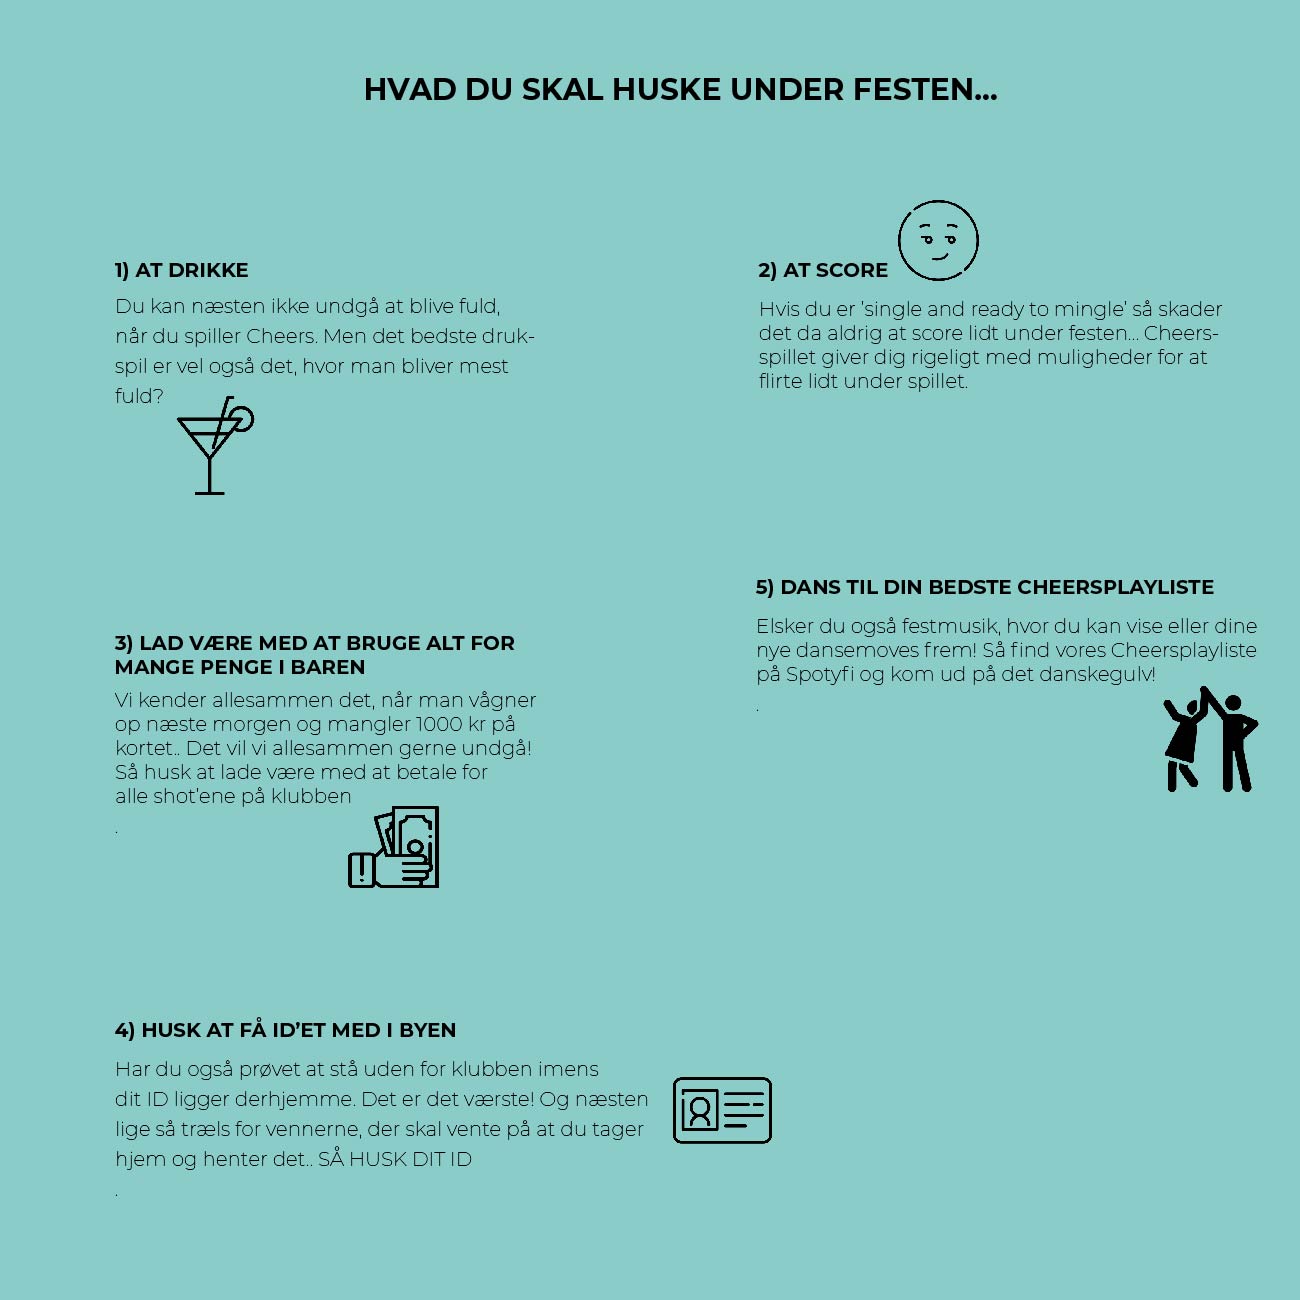 HVAD DU SKAL HUSKE UNDER FESTEN...
1) AT DRIKKE
Du kan næsten ikke undgå at blive fuld,
når du spiller Cheers. Men det bedste druk-
spil er vel også det, hvor man bliver mest
fuld?
2) AT SCORE
Hvis du er 'single and ready to mingle' så skader
det da aldrig at score lidt under festen... Cheers-
spillet giver dig rigeligt med muligheder for at
flirte lidt under spillet.
3) LAD VÆRE MED AT BRUGE ALT FOR
MANGE PENGE I BAREN
Vi kender allesammen det, når man vågner
op næste morgen og mangler 1000 kr på
kortet.. Det vil vi allesammen gerne undgå!
Så husk at lade være med at betale for
alle shot'ene på klubben
.
4) HUSK AT FÅ ID’ET MED I BYEN
Har du også prøvet at stå uden for klubben imens
dit ID ligger derhjemme. Det er det værste! Og næsten
lige så træls for vennerne, der skal vente på at du tager
hjem og henter det.. SÅ HUSK DIT ID
.
5) DANS TIL DIN BEDSTE CHEERSPLAYLISTE
Elsker du også festmusik, hvor du kan vise eller dine
nye dansemoves frem! Så find vores Cheersplayliste
på Spotyfi og kom ud på det danskegulv!
.